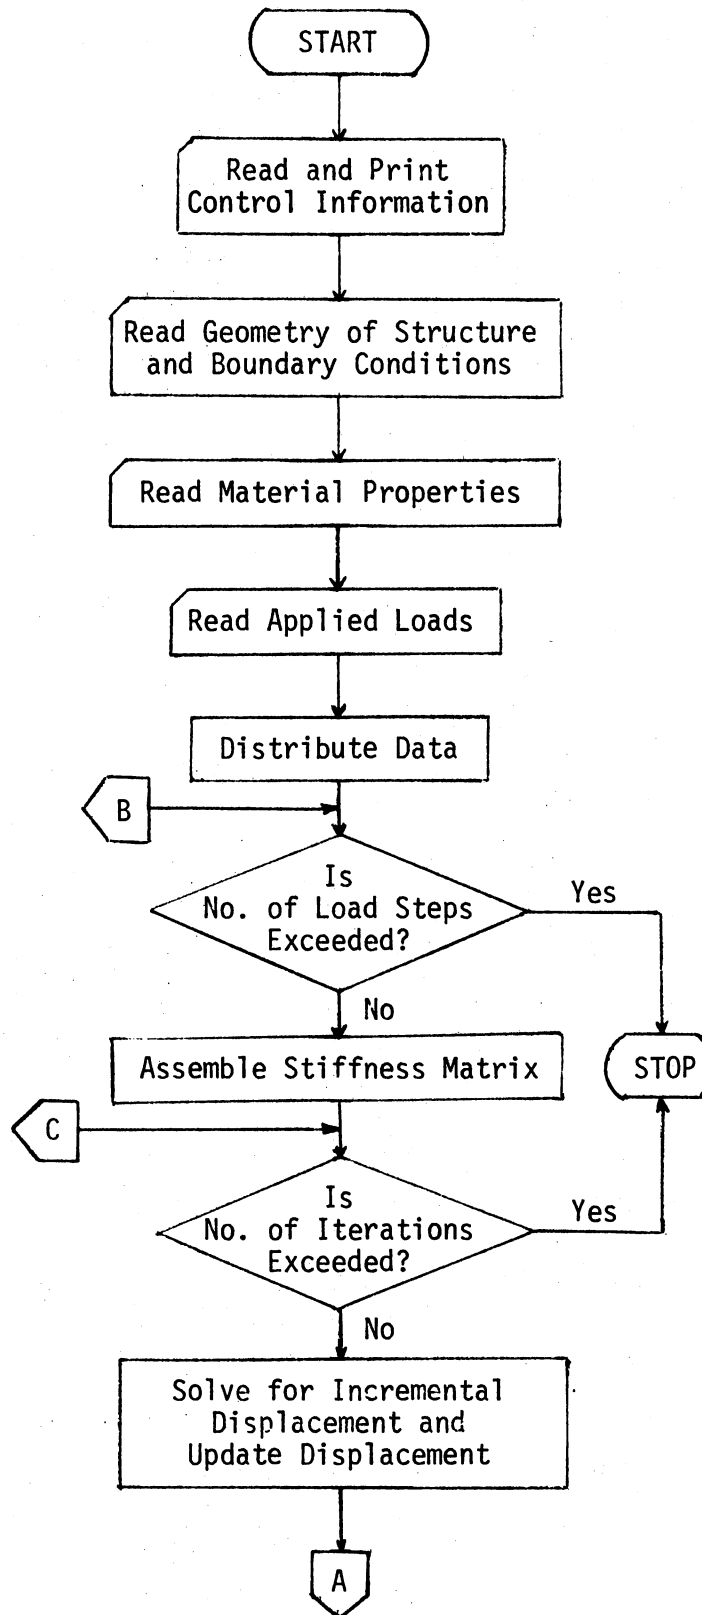 START
Read and Print
Control Information
Read Geometry of Structure
and Boundary Conditions
Read Material Properties
Read Applied Loads
Distribute Data
B
Is
No. of Load Steps
Exceeded?
Yes
No
Assemble Stiffness Matrix
STOP
C
Is
No. of Iterations
Exceeded?
Yes
No
Solve for Incremental
Displacement and
Update Displacement
A